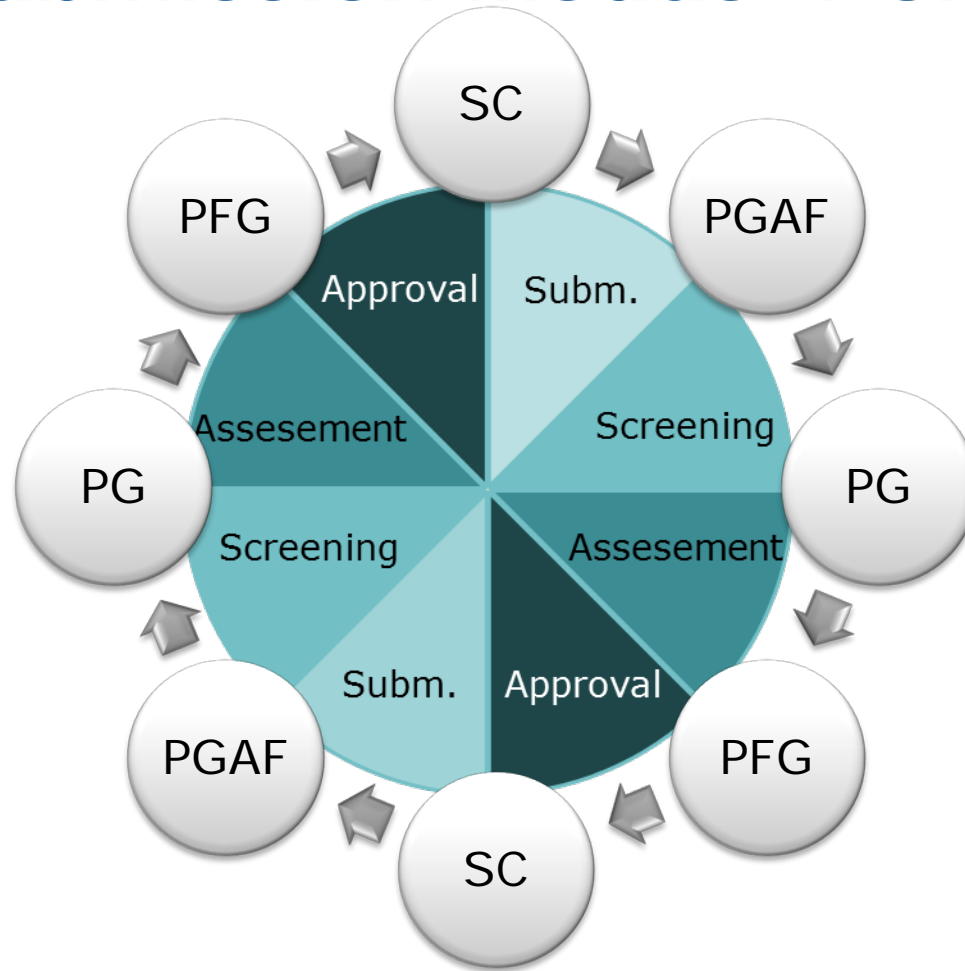 SC
PFG
PGAF
Approval
Subm.
Assesement
Screening
PG
PG
Screening
Assesement
Subm.
Approval
PGAF
PFG
SC